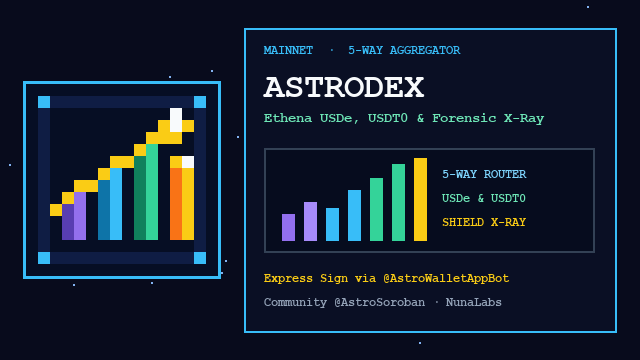 MAINNET · 5-WAY AGGREGATOR
ASTRODEX
Ethena USDe, USDT0 & Forensic X-Ray
5-WAY ROUTER
USDe & USDT0
SHIELD X-RAY
Express Sign via @AstroWalletAppBot
Community @AstroSoroban · NunaLabs